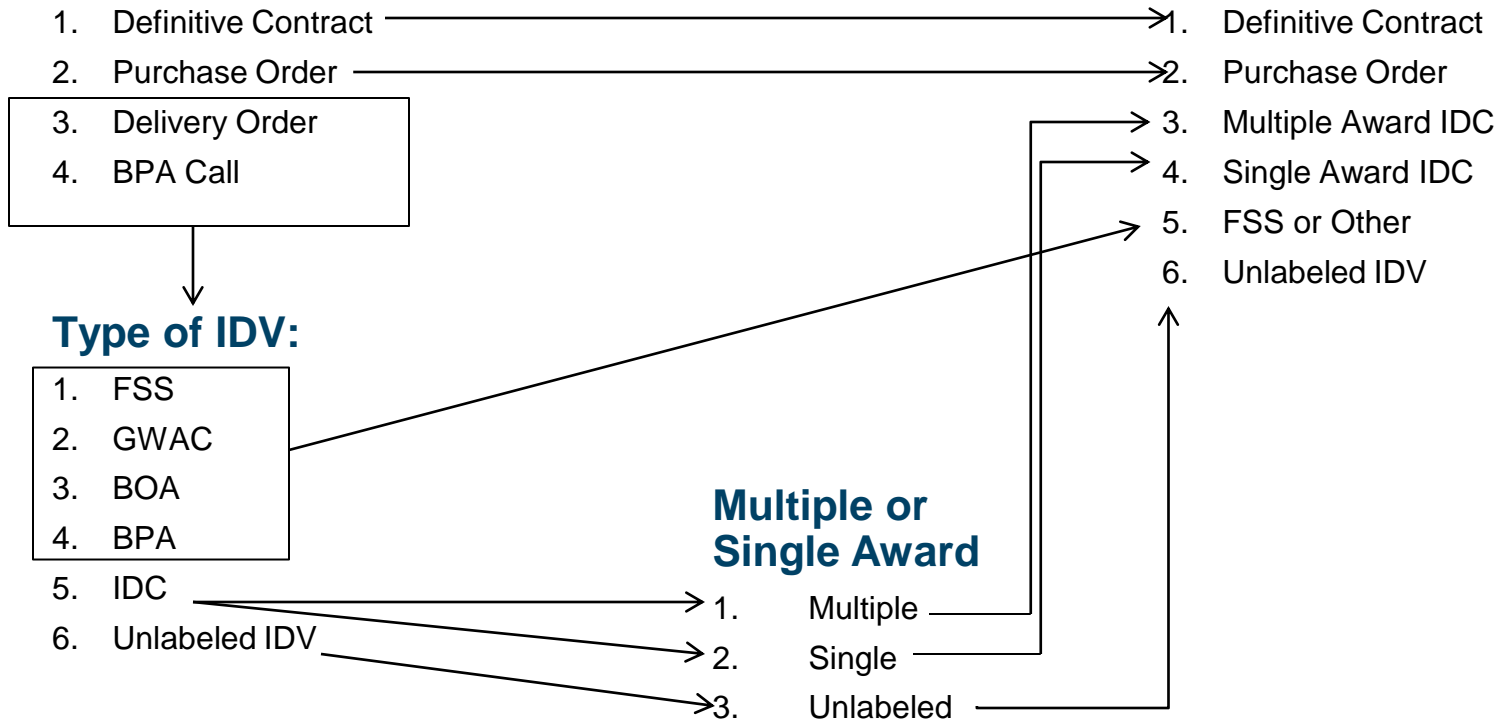 1. Definitive Contract
2. Purchase Order
3. Delivery Order
4. BPA Call
Type of IDV:
1. FSS
2. GWAC
3. BOA
4. BPA
5. IDC
6. Unlabeled IDV
Multiple or
Single Award
1. Multiple
2. Single
3. Unlabeled
1. Definitive Contract
2. Purchase Order
3. Multiple Award IDC
4. Single Award IDC
5. FSS or Other
6. Unlabeled IDV